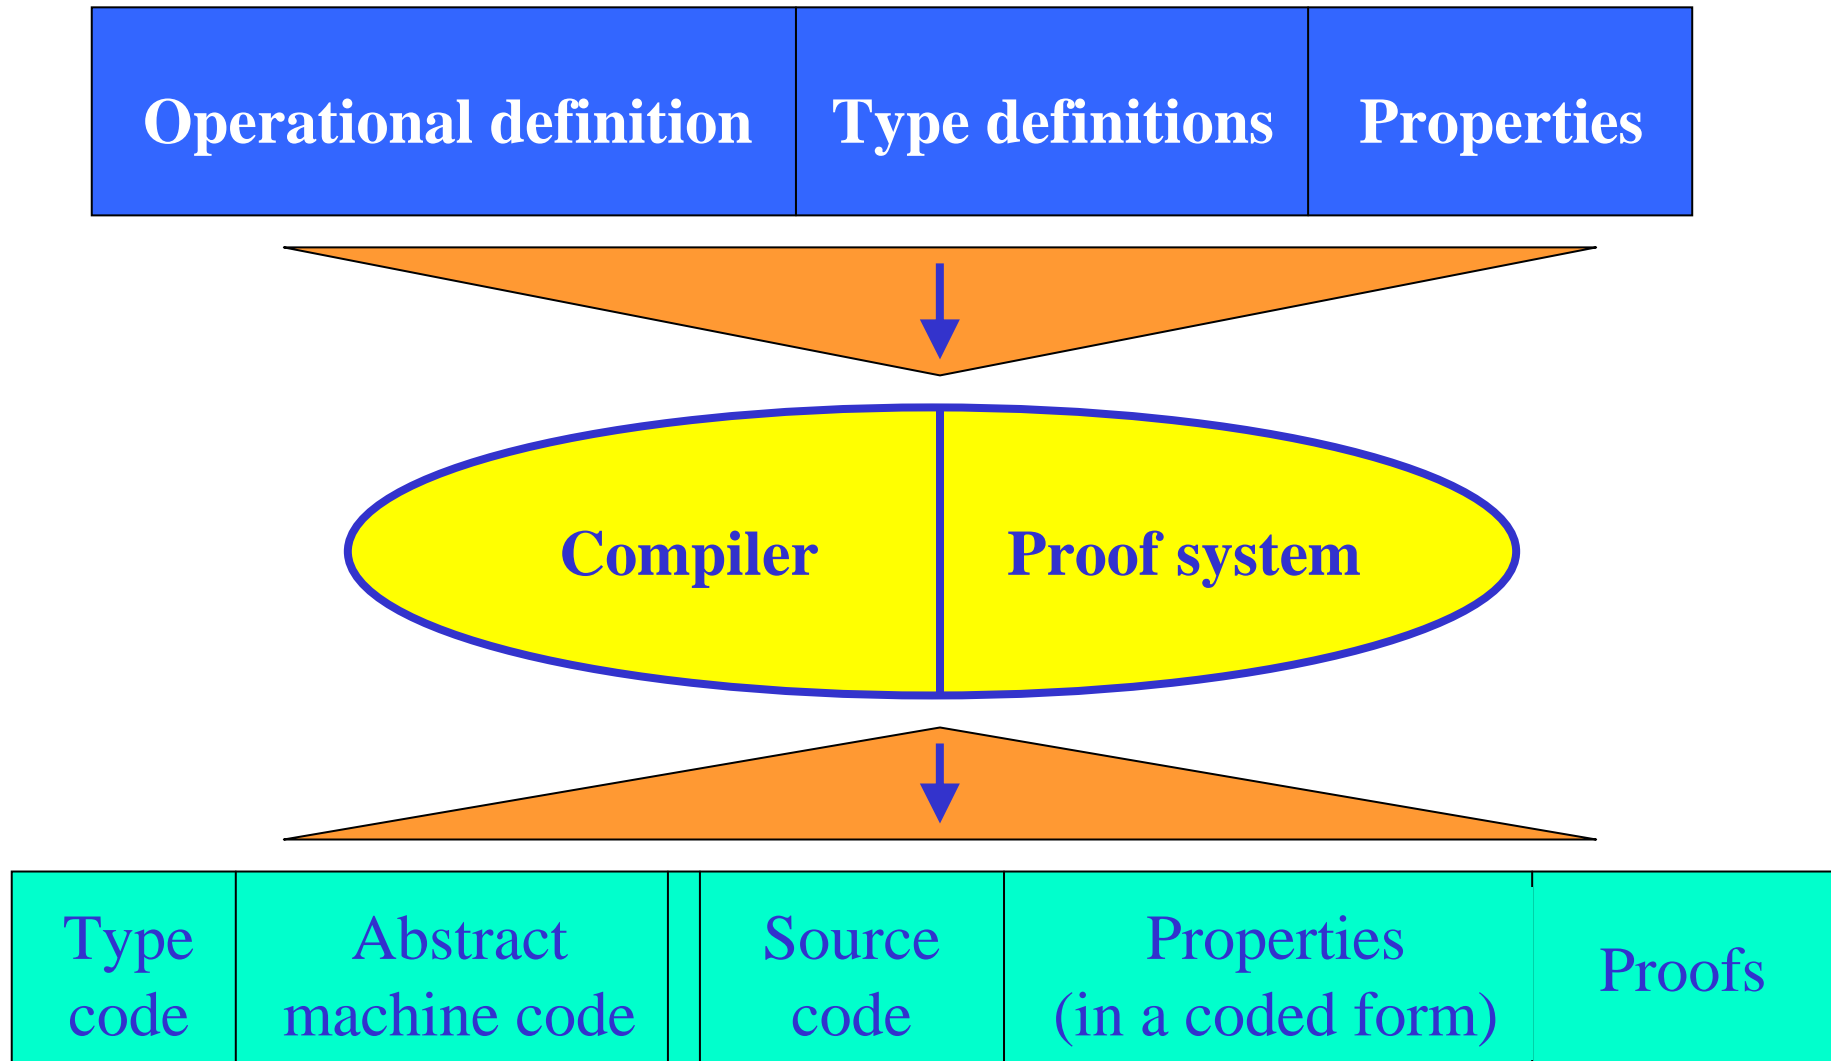 Operational definition
Type definitions
Properties
Compiler
Proof system
Type
code
Abstract
machine code
Source
code
Properties
(in a coded form)
Proofs